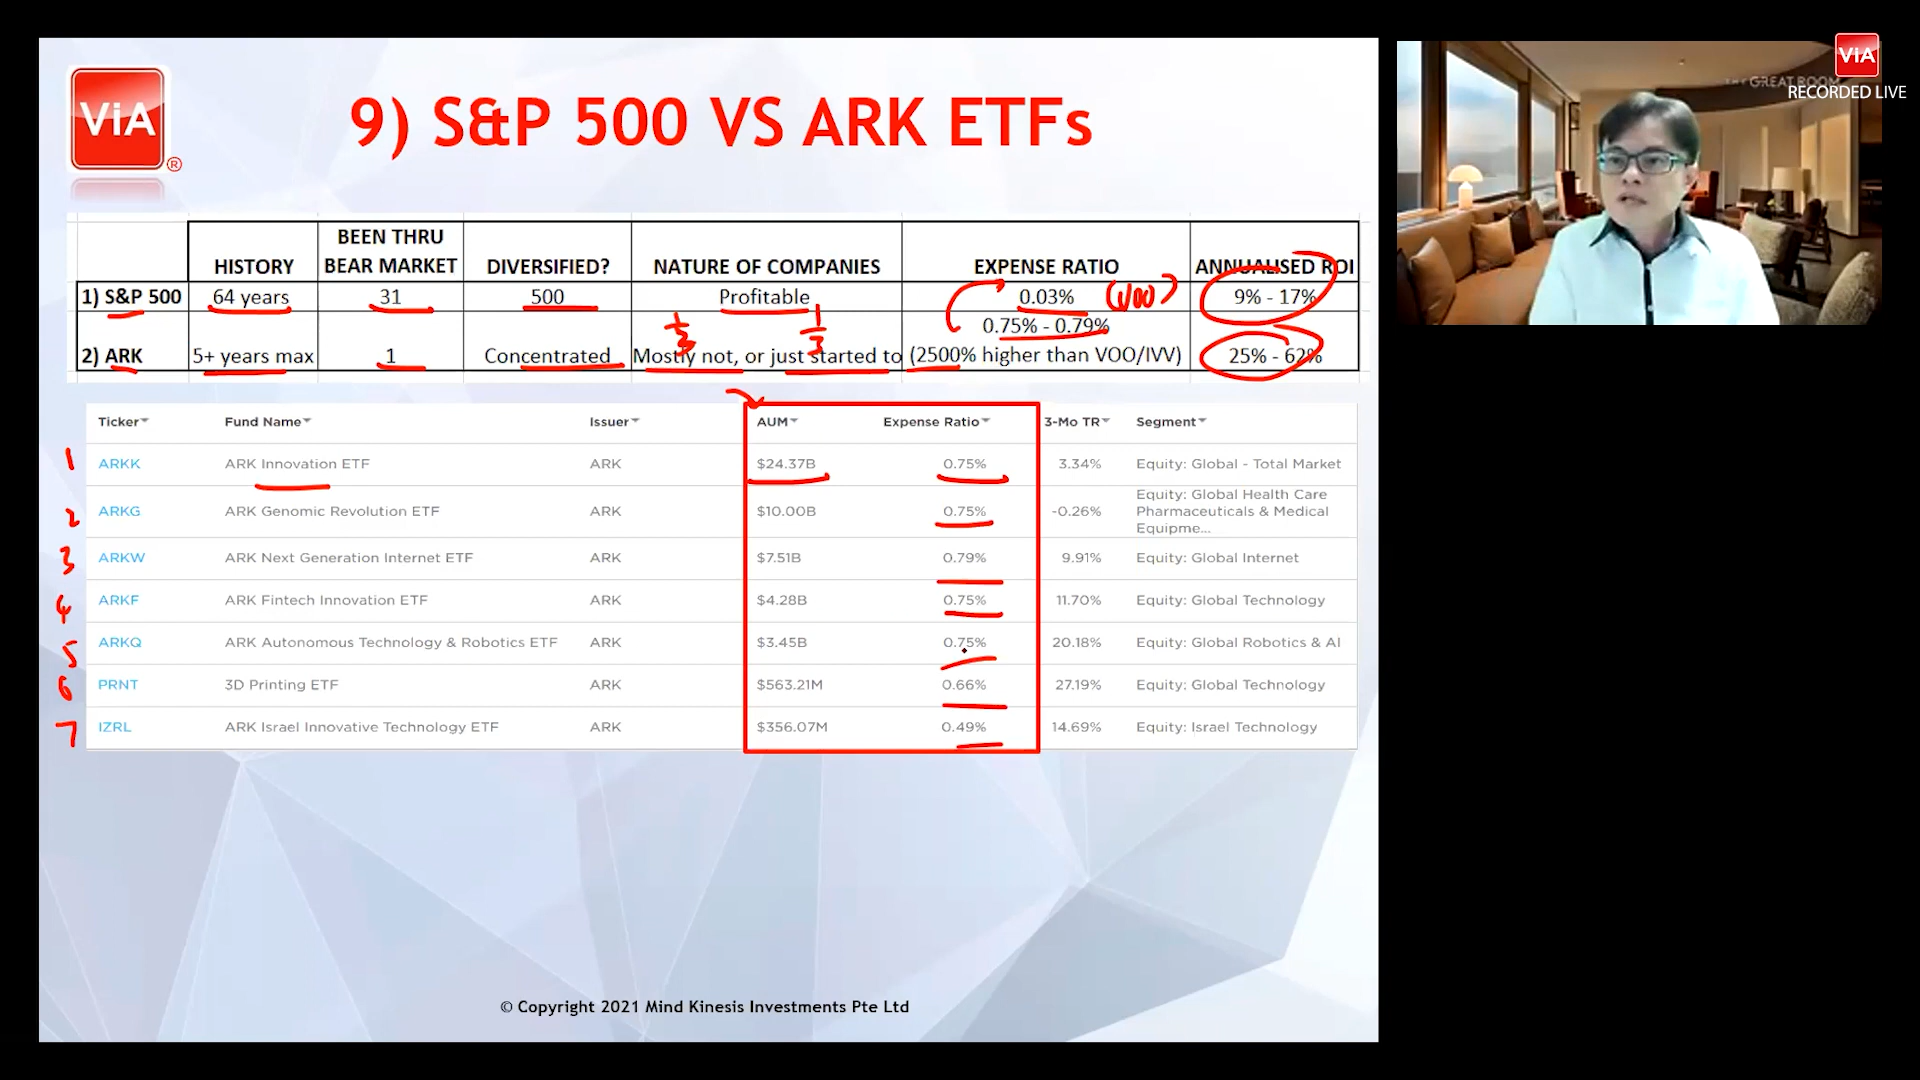 ViA
®
9) S&P 500 VS ARK ETFs
HISTORY BEEN THRU BEAR MARKET DIVERSIFIED? NATURE OF COMPANIES EXPENSE RATIO ANNUALISED ROI
1) S&P 500 64 years 31 500 Profitable 0.03% (VOO) 9% - 17%
2) ARK 5+ years max 1 Concentrated Mostly not, or just started to 0.75% - 0.79% (2500% higher than VOO/IVV) 25% - 62%
1/3 1/3
Ticker Fund Name Issuer AUM Expense Ratio 3-Mo TR Segment
1 ARKK ARK Innovation ETF ARK $24.37B 0.75% 3.34% Equity: Global - Total Market
2 ARKG ARK Genomic Revolution ETF ARK $10.00B 0.75% -0.26% Equity: Global Health Care Pharmaceuticals & Medical Equipme...
3 ARKW ARK Next Generation Internet ETF ARK $7.51B 0.79% 9.91% Equity: Global Internet
4 ARKF ARK Fintech Innovation ETF ARK $4.28B 0.75% 11.70% Equity: Global Technology
5 ARKQ ARK Autonomous Technology & Robotics ETF ARK $3.45B 0.75% 20.18% Equity: Global Robotics & AI
6 PRNT 3D Printing ETF ARK $563.21M 0.66% 27.19% Equity: Global Technology
7 IZRL ARK Israel Innovative Technology ETF ARK $356.07M 0.49% 14.69% Equity: Israel Technology
© Copyright 2021 Mind Kinesis Investments Pte Ltd
ViA
THE GREAT ROOM
RECORDED LIVE